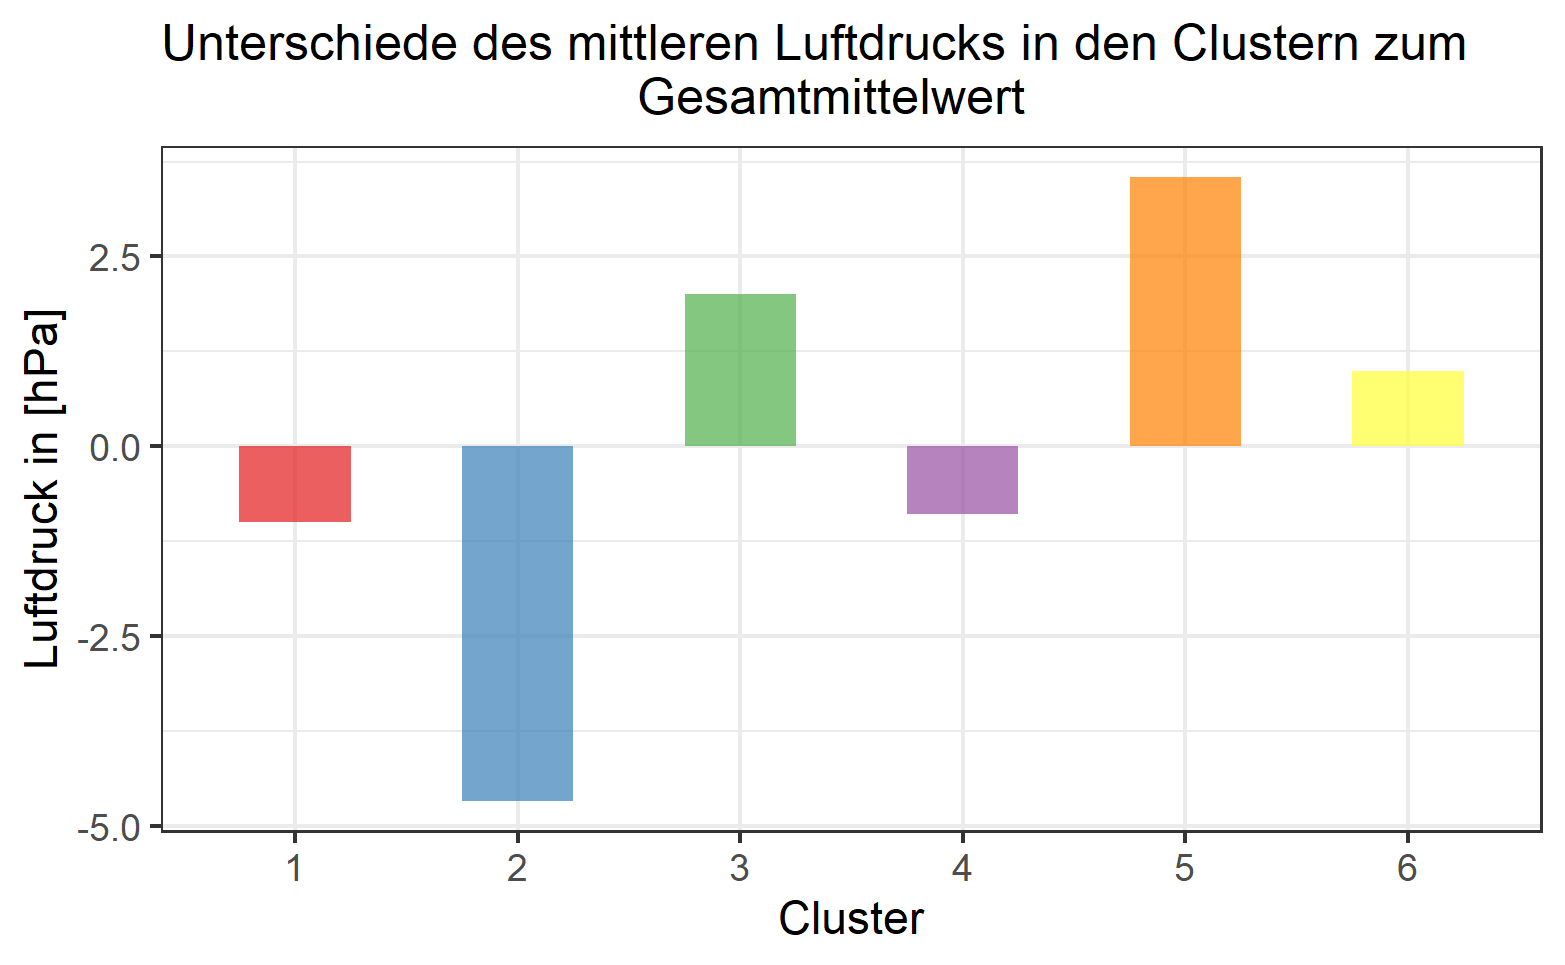 Unterschiede des mittleren Luftdrucks in den Clustern zum
Gesamtmittelwert
Luftdruck in [hPa]
2.5
0.0
-2.5
-5.0
1 2 3 4 5 6
Cluster